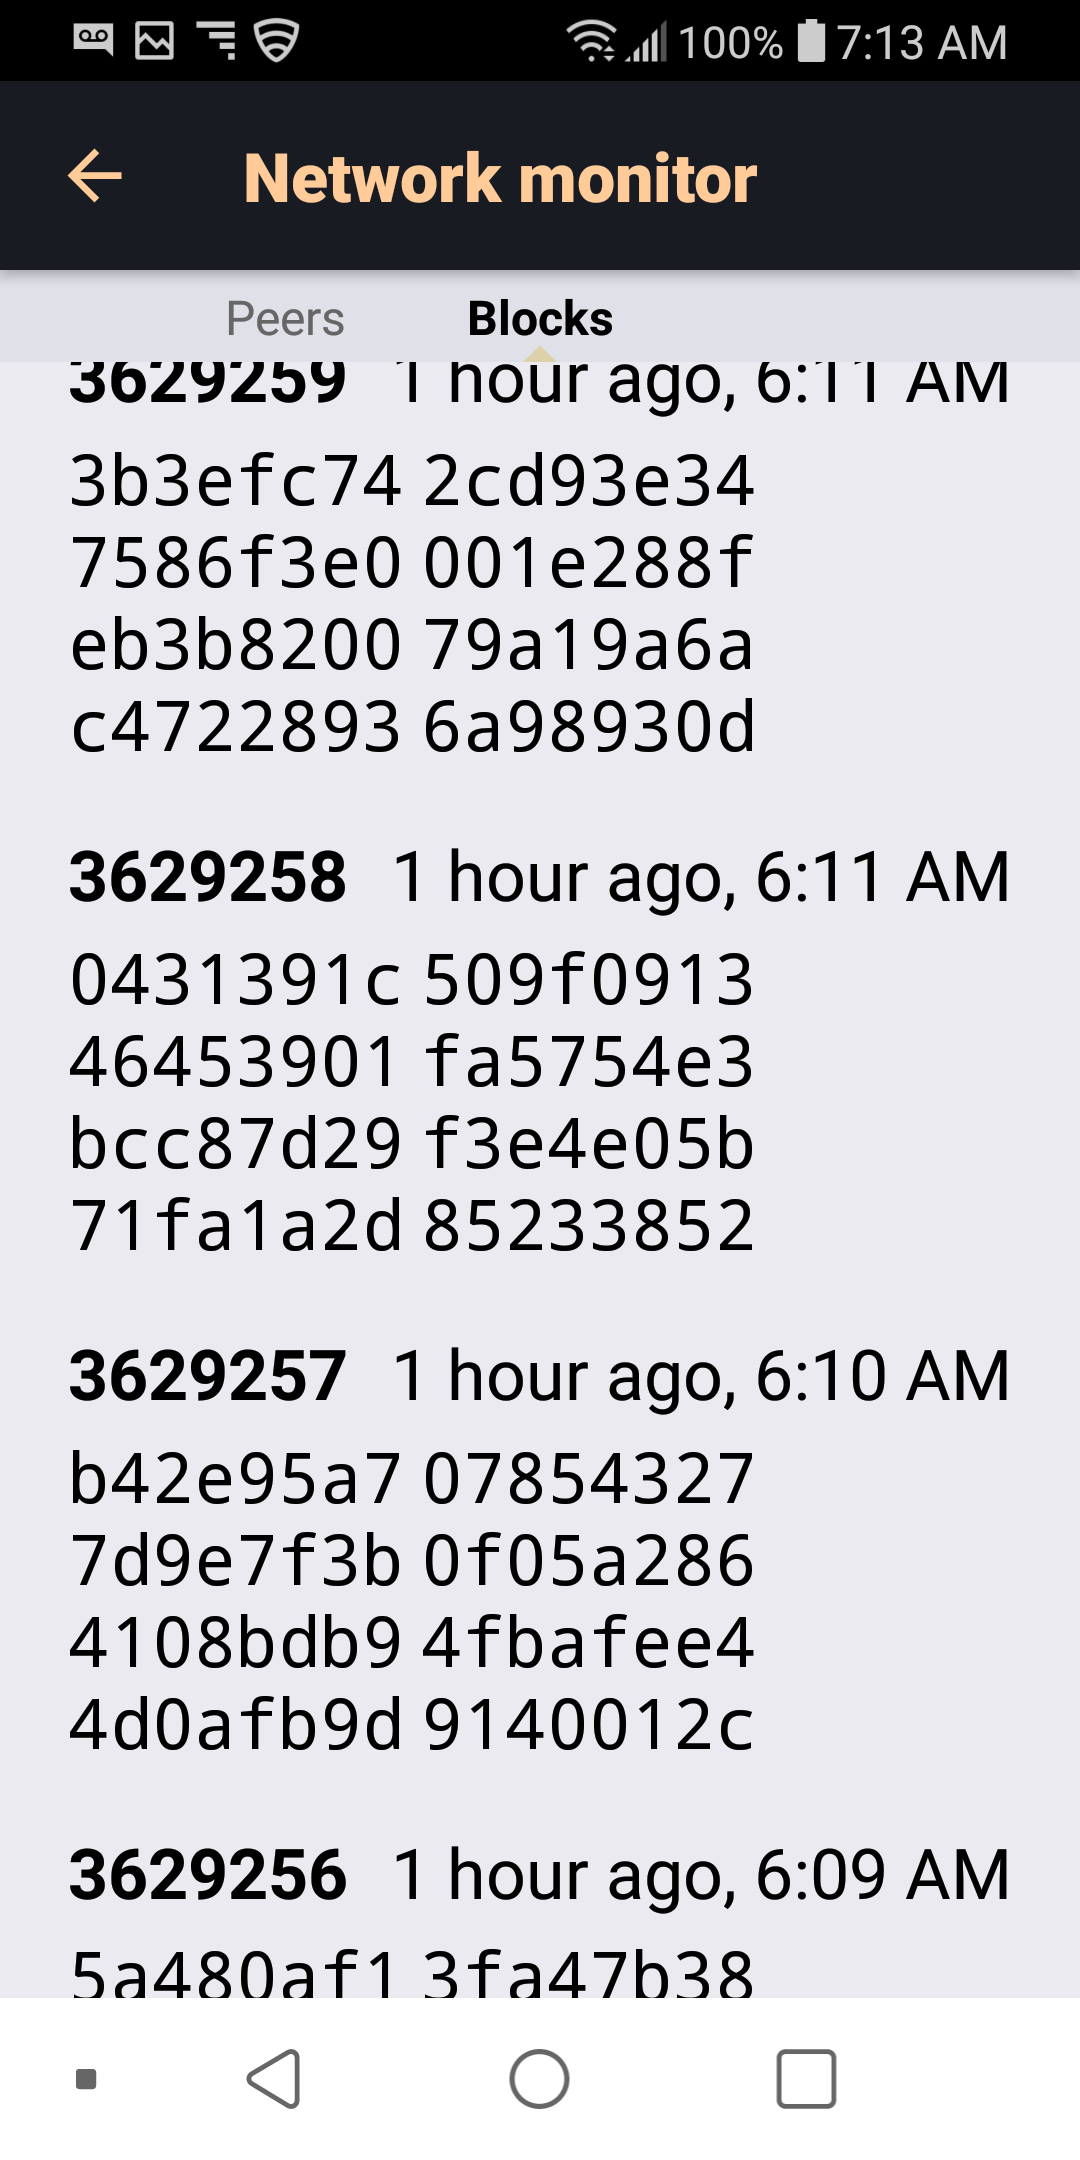 100% 7:13 AM
Network monitor
Peers Blocks
3629259 1 hour ago, 6:11 AM
3b3efc74 2cd93e34
7586f3e0 001e288f
eb3b8200 79a19a6a
c4722893 6a98930d
3629258 1 hour ago, 6:11 AM
0431391c 509f0913
46453901 fa5754e3
bcc87d29 f3e4e05b
71fa1a2d 85233852
3629257 1 hour ago, 6:10 AM
b42e95a7 07854327
7d9e7f3b 0f05a286
4108bdb9 4fbafee4
4d0afb9d 9140012c
3629256 1 hour ago, 6:09 AM
5a480af1 3fa47b38